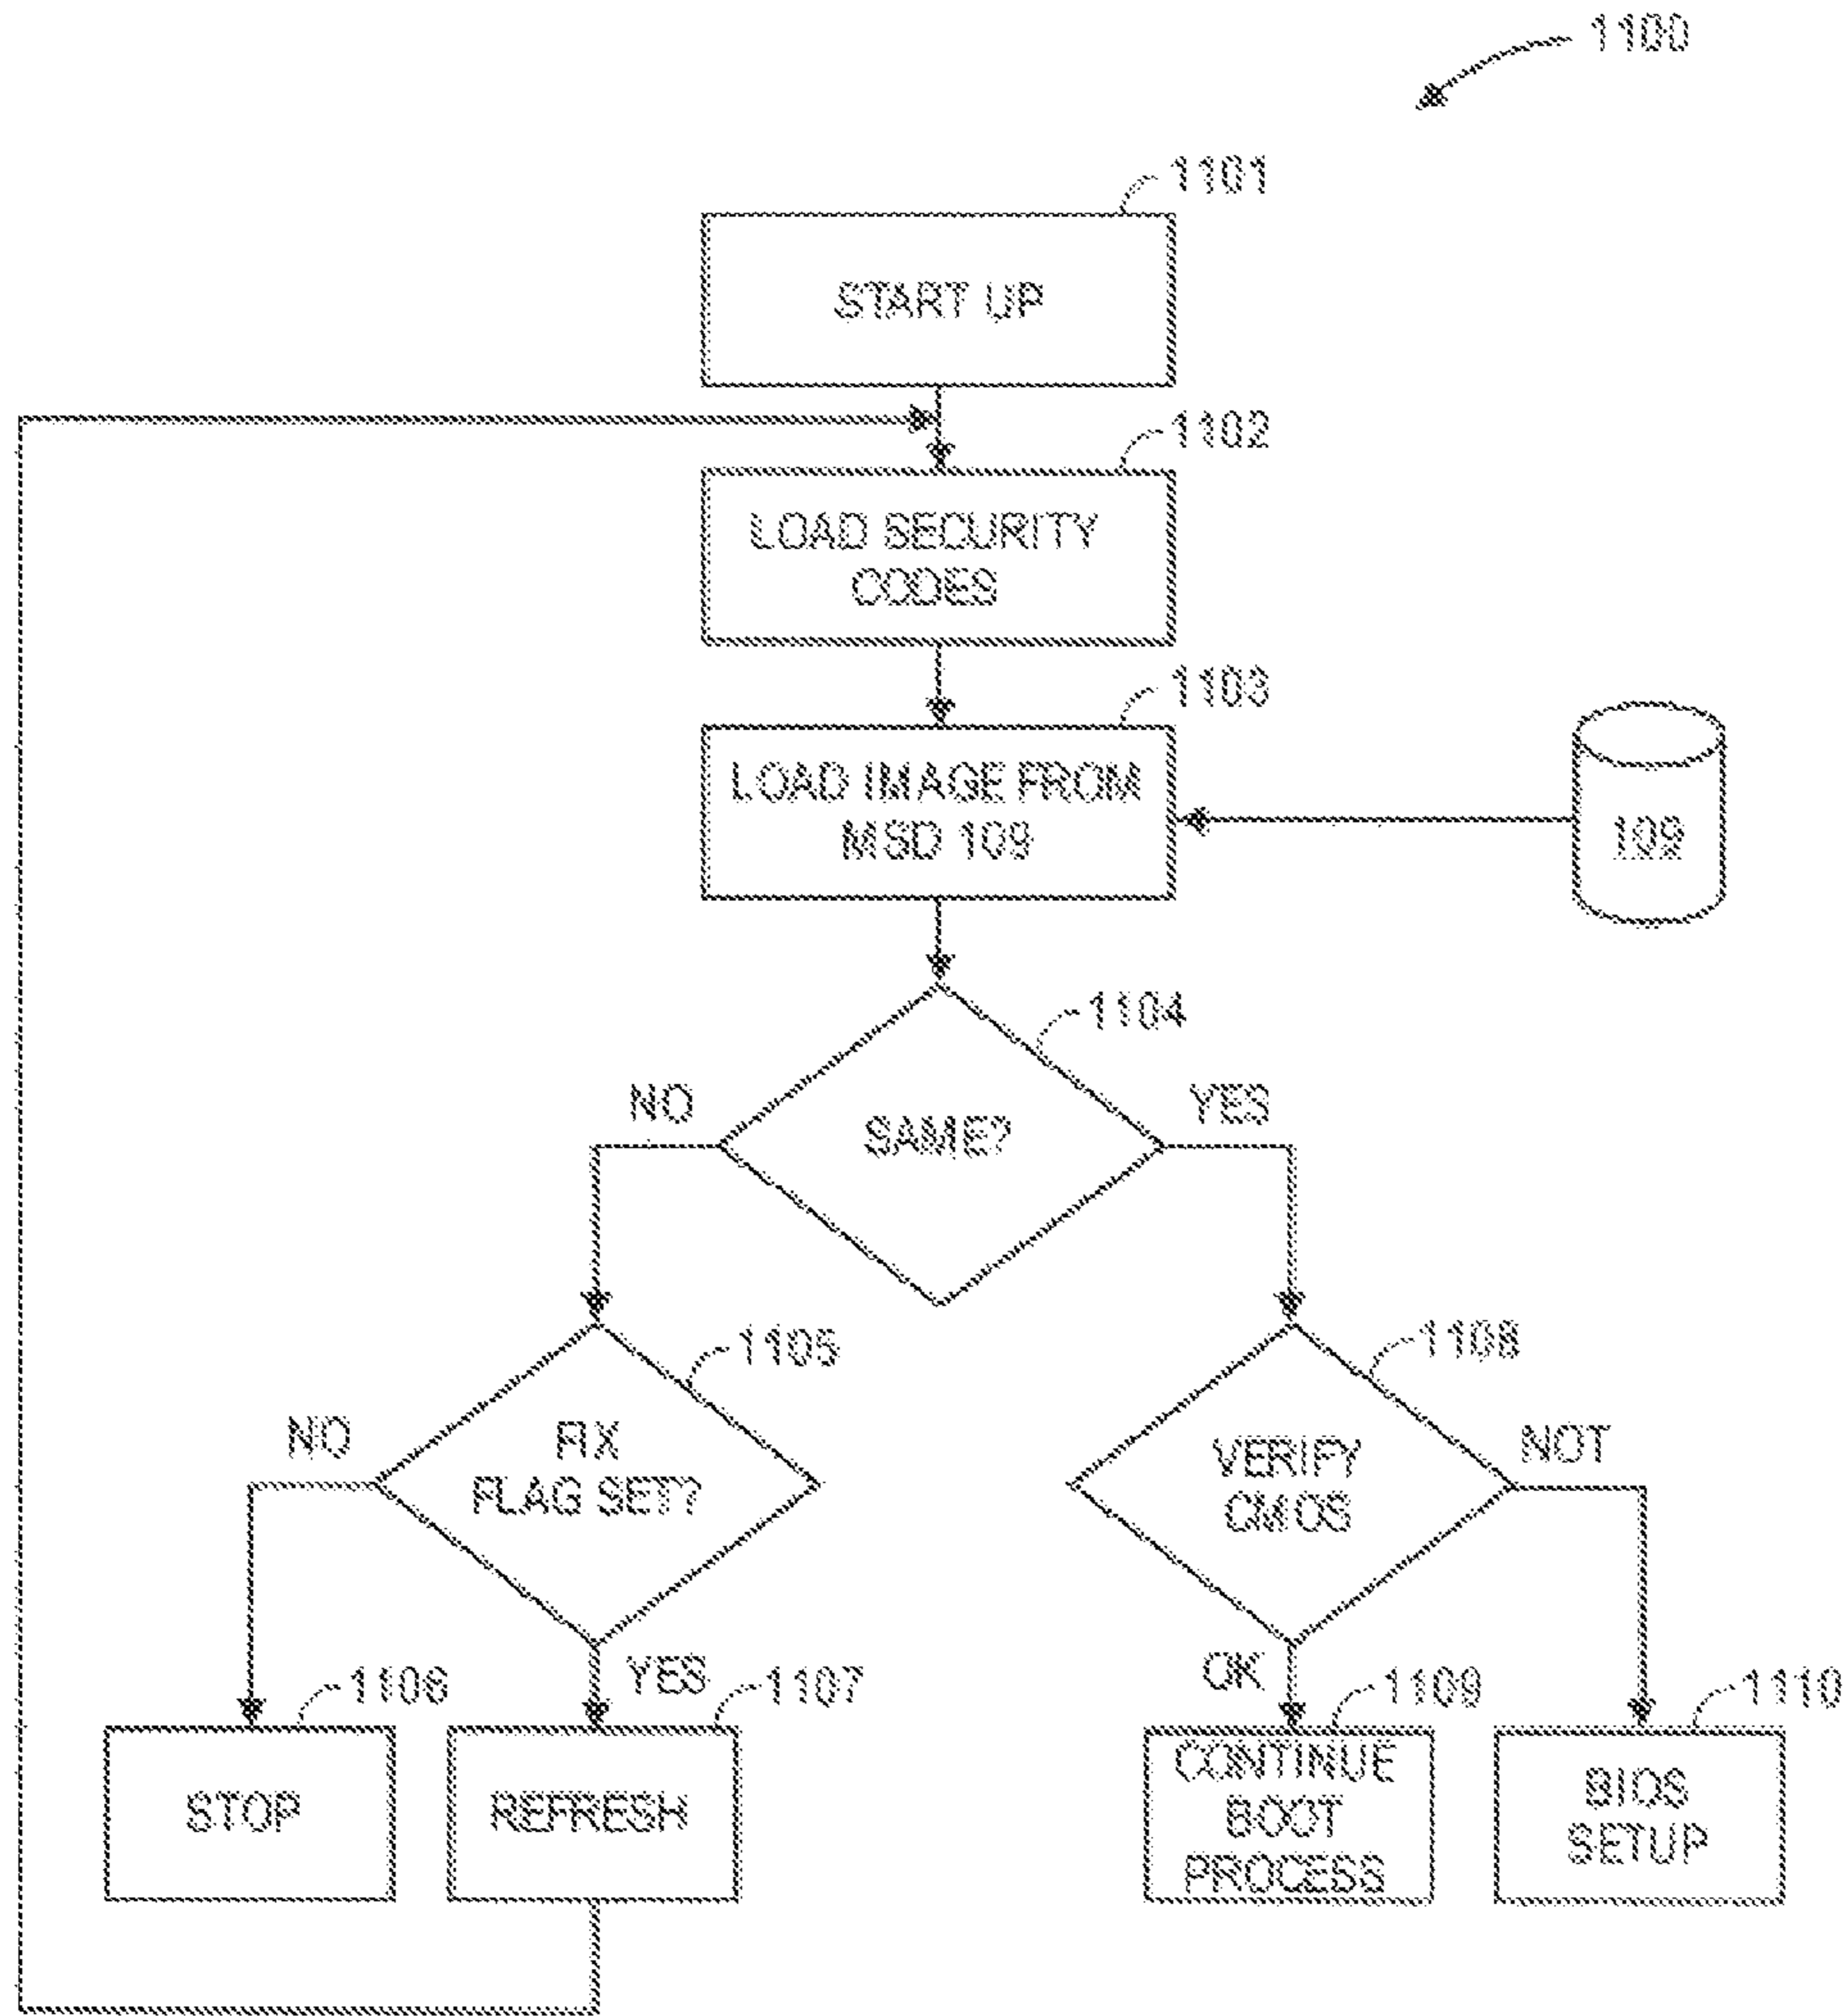 1100
1101
START UP
1102
LOAD SECURITY
CODES
1103
LOAD IMAGE FROM
MSD 109
109
1104
NO
SAME?
YES
1105
NO
FIX
FLAG SET?
YES
1108
VERIFY
CMOS
NOT
OK
1106
STOP
1107
REFRESH
1109
CONTINUE
BOOT
PROCESS
1110
BIOS
SETUP